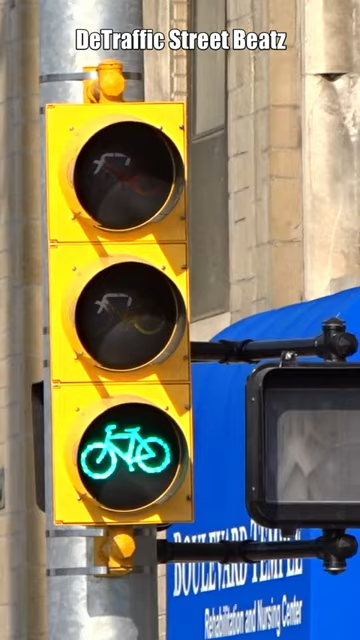 DeTraffic Street Beatz
BOULEVARD TEMPLE
Rehabilitation and Nursing Center